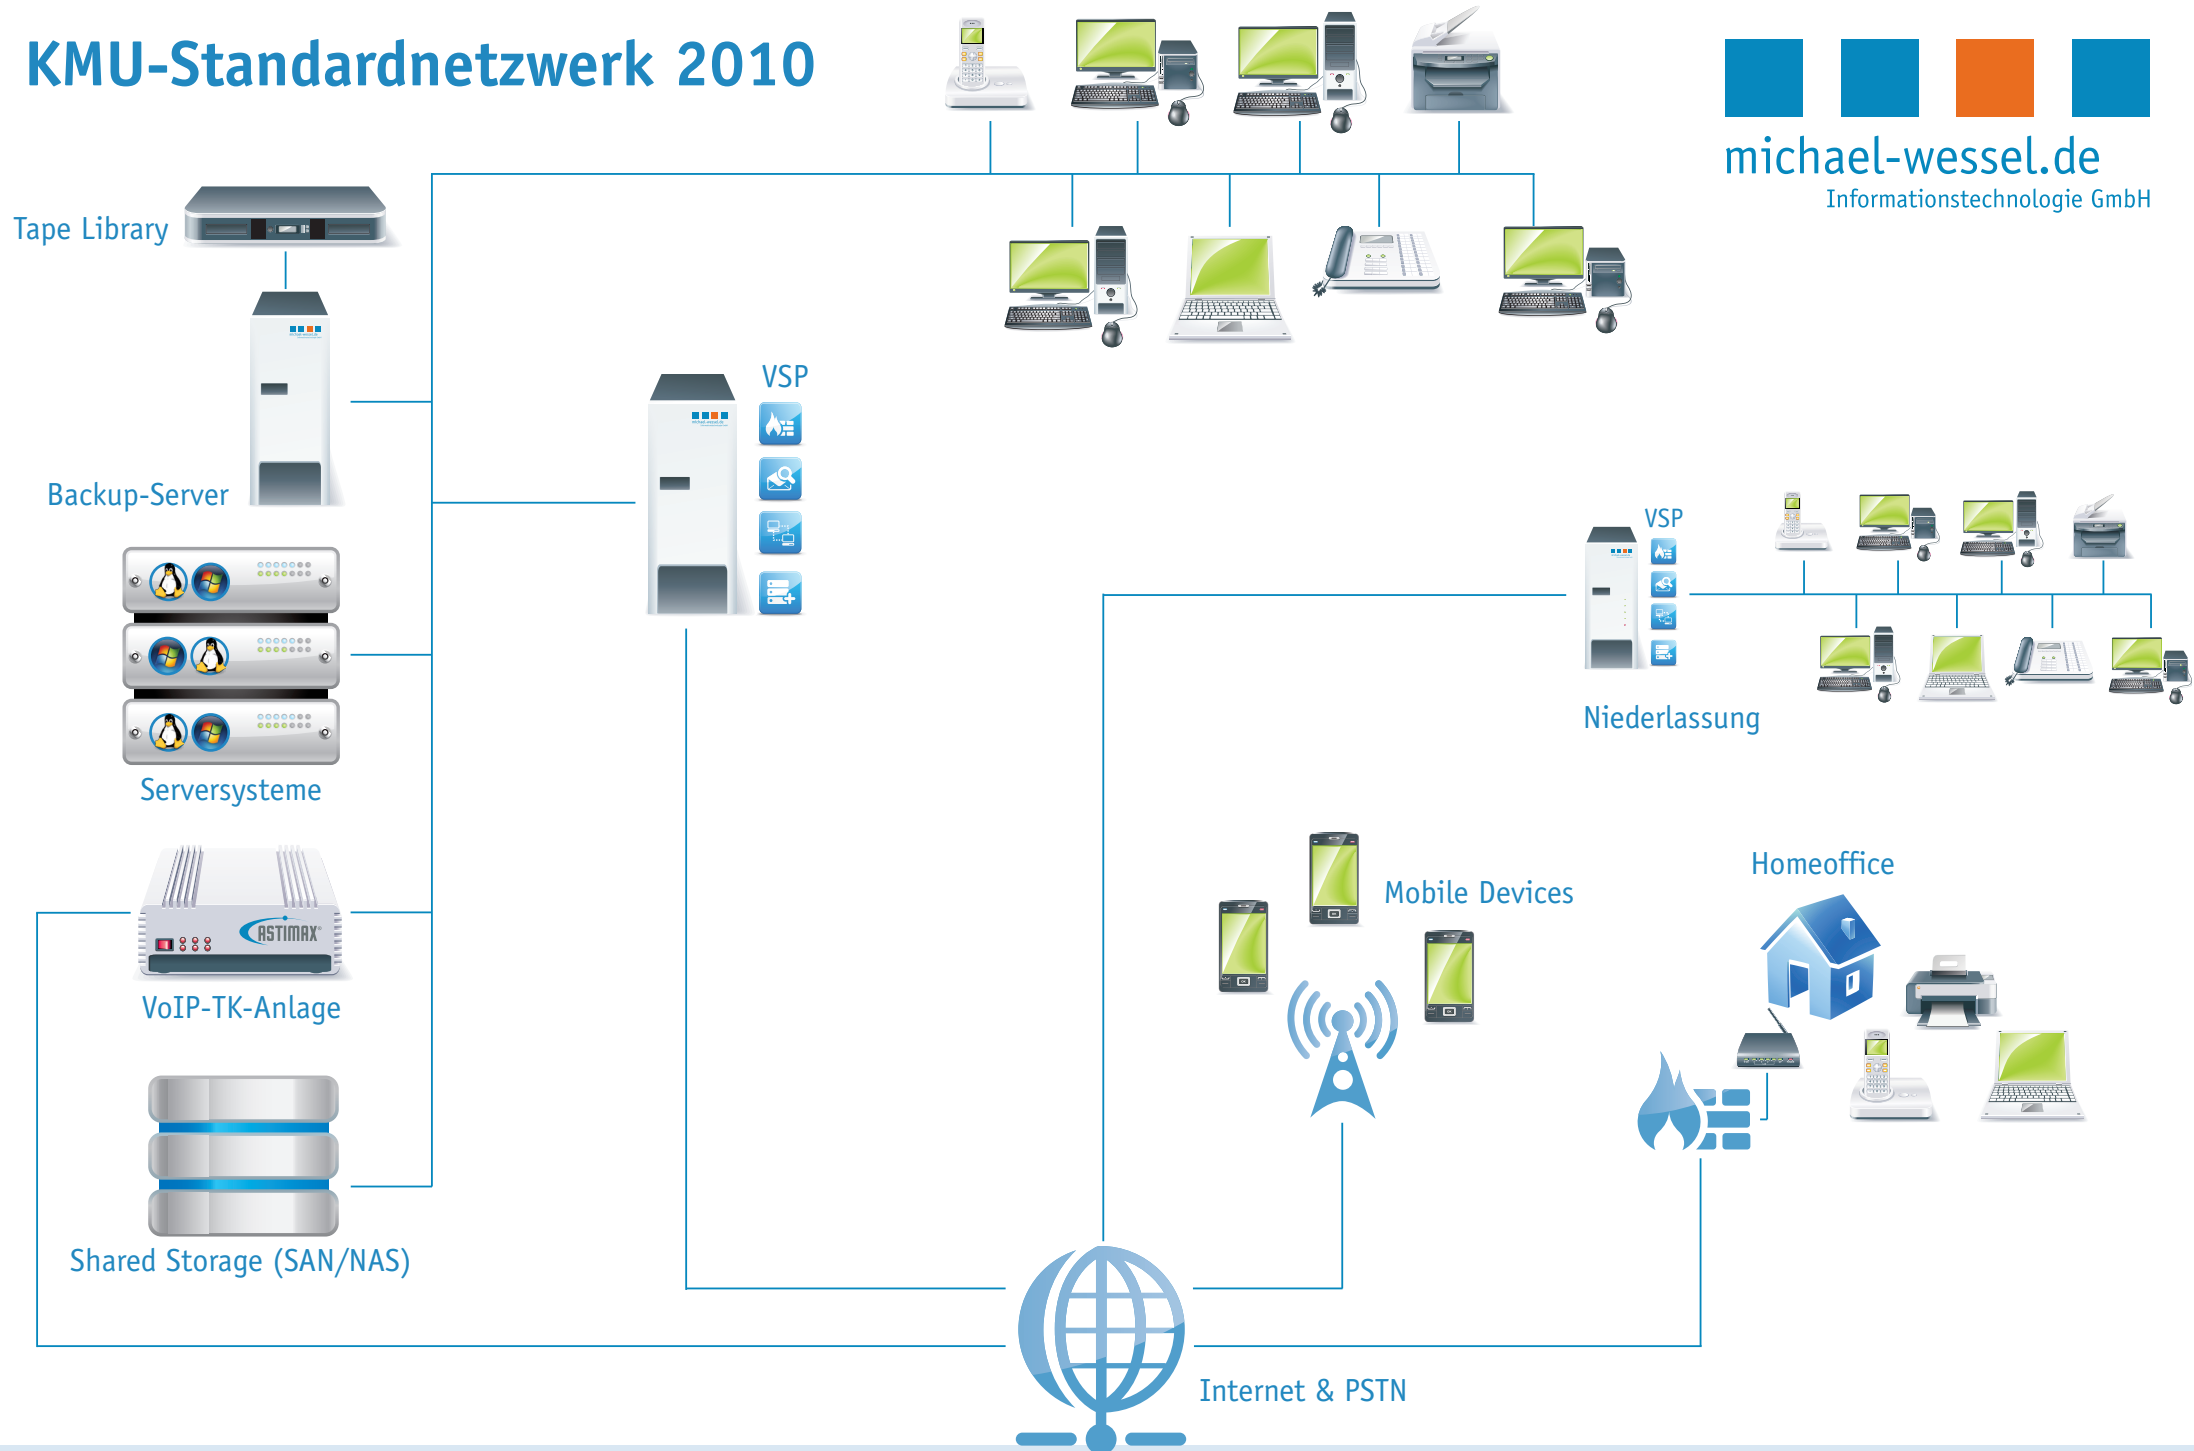 KMU-Standardnetzwerk 2010
michael-wessel.de
Informationstechnologie GmbH
Tape Library
Backup-Server
VSP
Serversysteme
ASTIMAX®
VoIP-TK-Anlage
Shared Storage (SAN/NAS)
VSP
Niederlassung
Mobile Devices
Homeoffice
Internet & PSTN